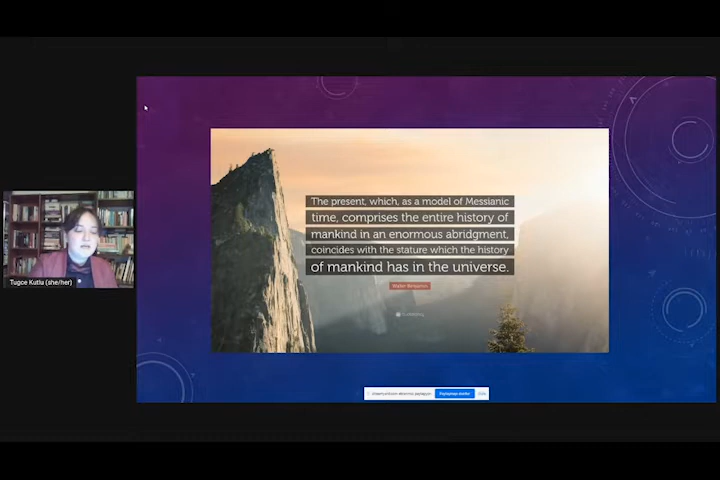 The present, which, as a model of Messianic
time, comprises the entire history of
mankind in an enormous abridgment,
coincides with the stature which the history
of mankind has in the universe.
Walter Benjamin
Tugce Kutlu (she/her)